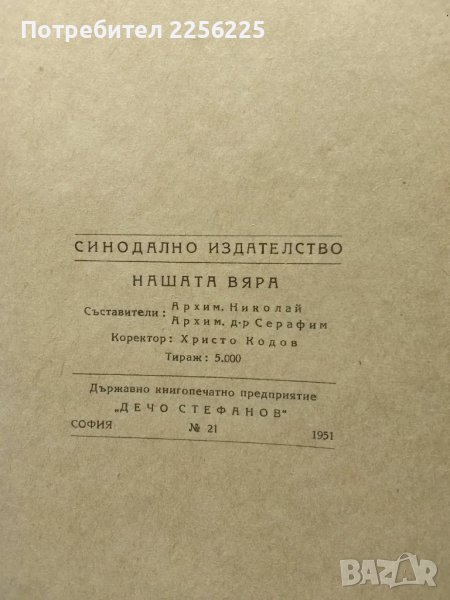 Потребител 2256225
СИНОДАЛНО ИЗДАТЕЛСТВО
НАШАТА ВЯРА
Съставители: Архим. Николай
Архим. д-р Серафим
Коректор: Христо Кодов
Тираж: 5.000
Държавно книгопечатно предприятие
„ДЕЧО СТЕФАНОВ"
СОФИЯ № 21 1951
BAZAR